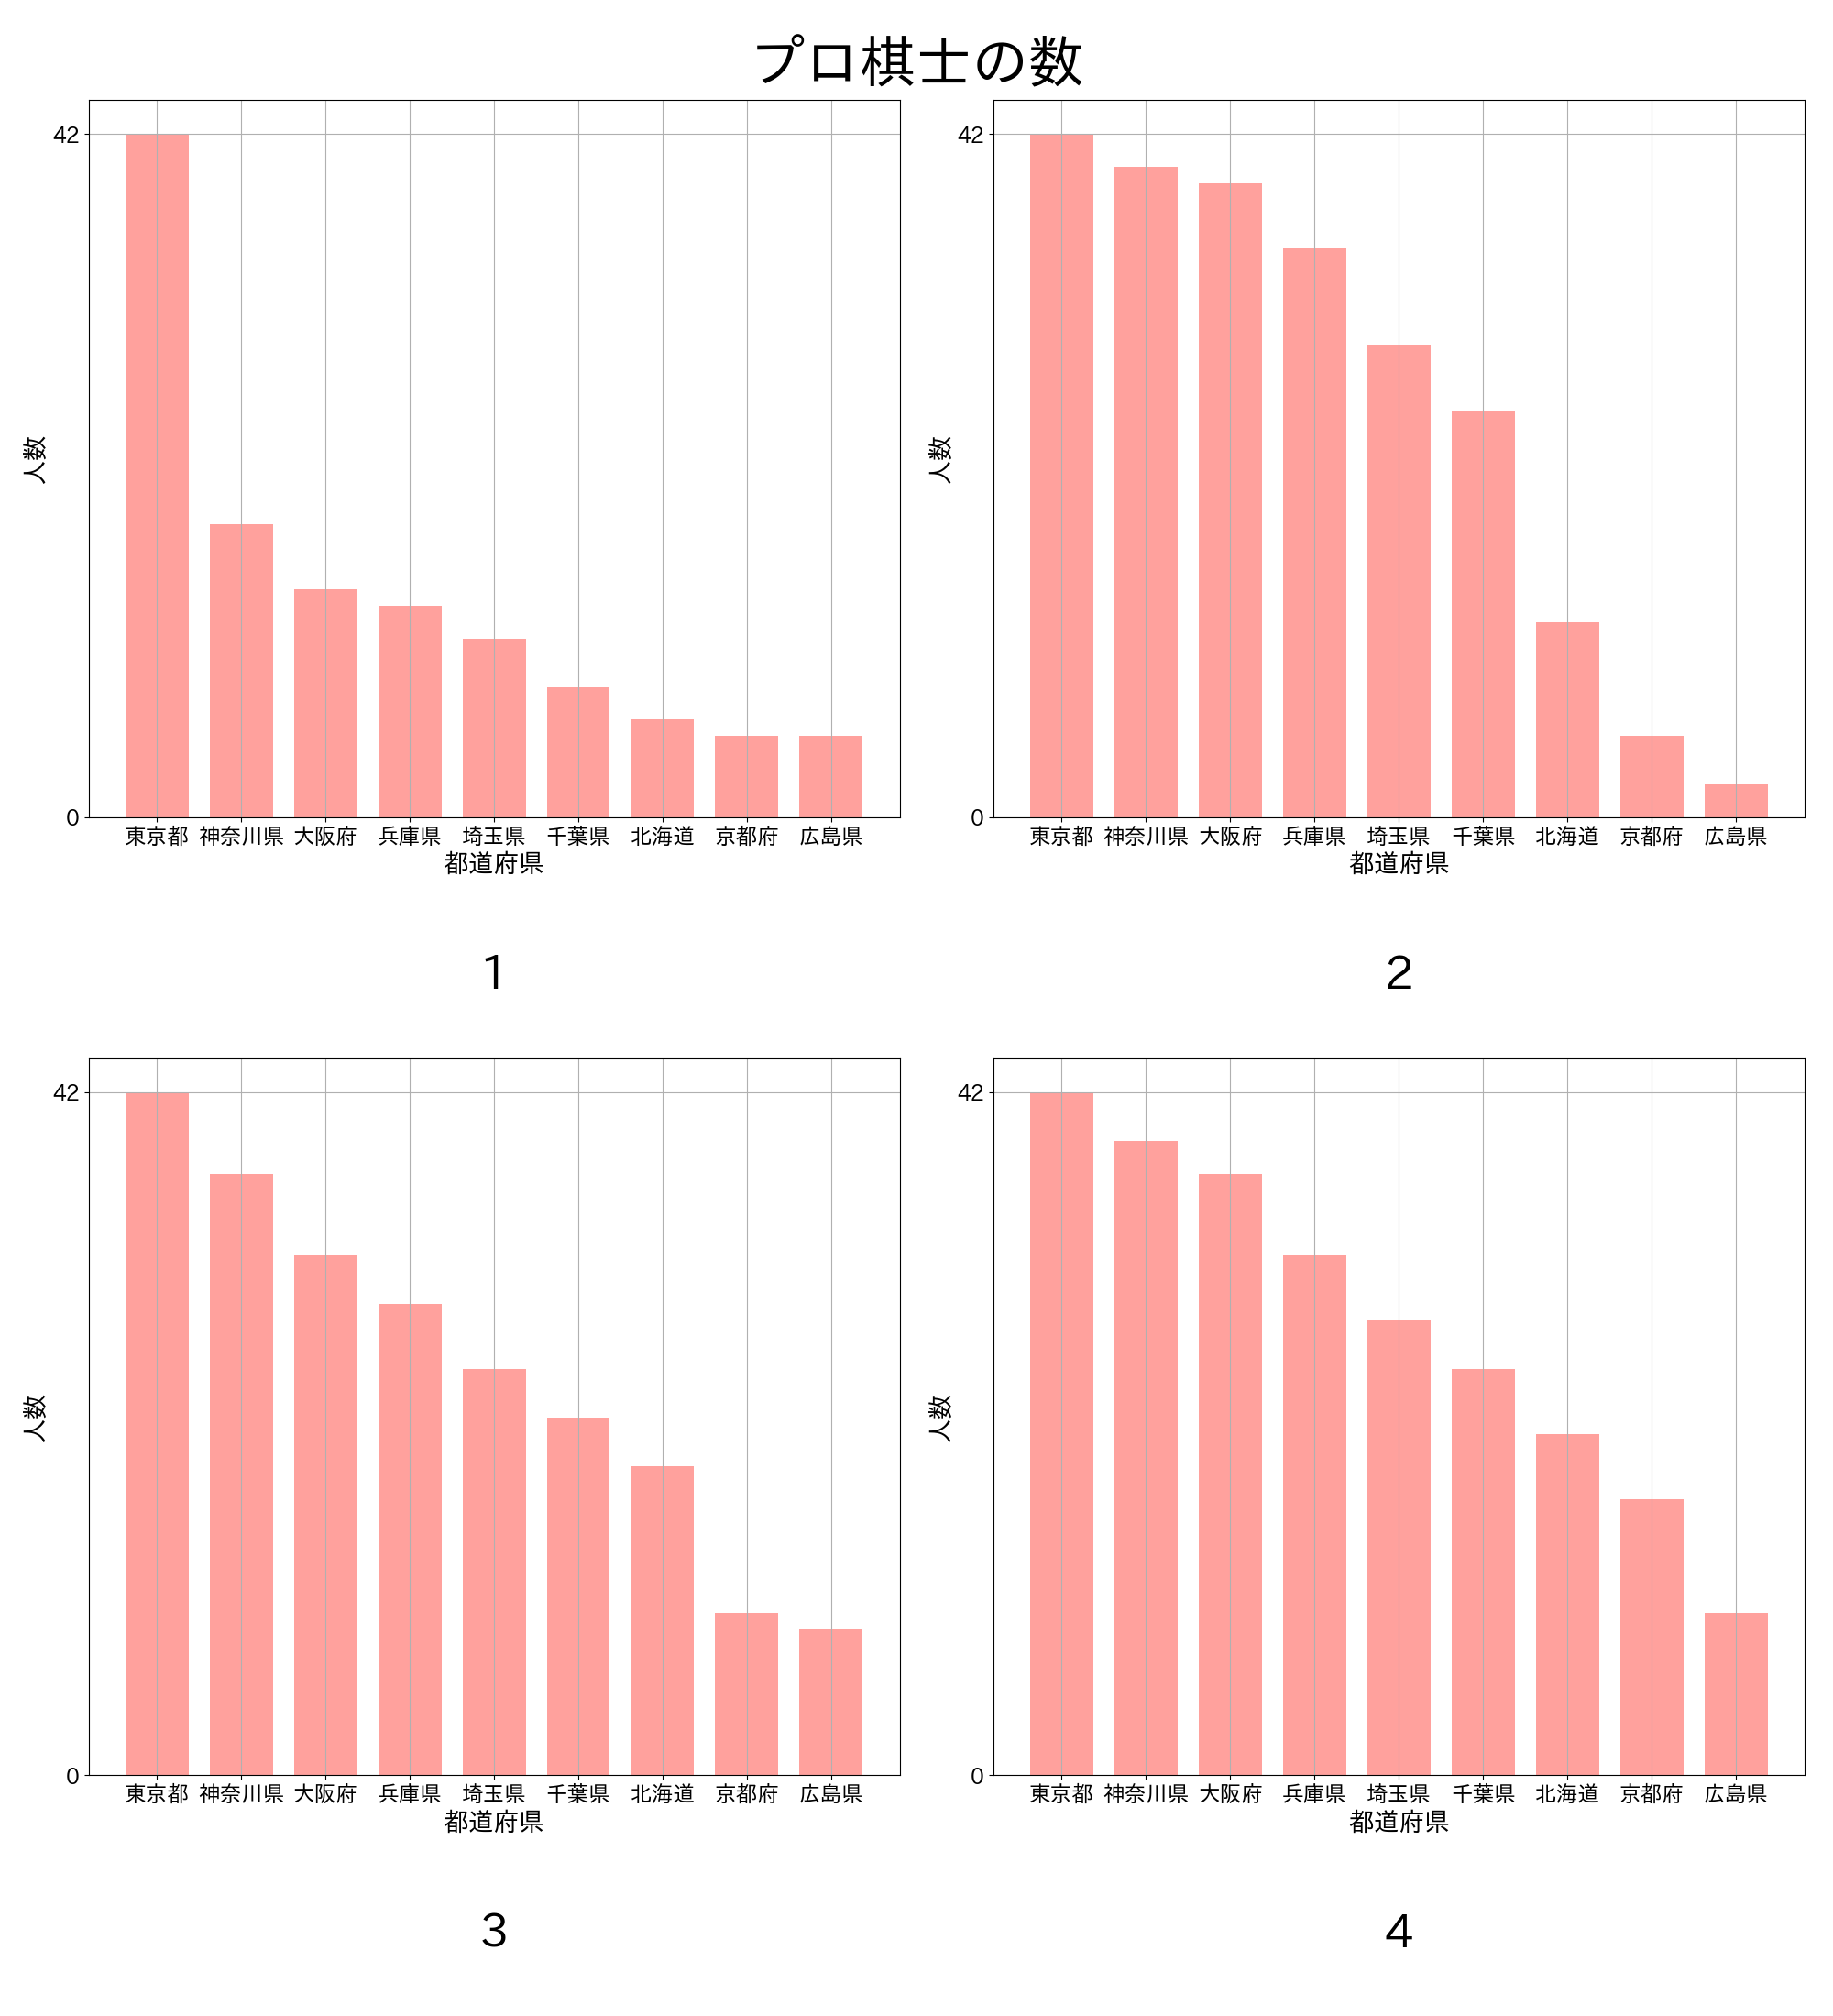 プロ棋士の数
42
人数
0
東京都 神奈川県 大阪府 兵庫県 埼玉県 千葉県 北海道 京都府 広島県
都道府県
1
42
人数
0
東京都 神奈川県 大阪府 兵庫県 埼玉県 千葉県 北海道 京都府 広島県
都道府県
2
42
人数
0
東京都 神奈川県 大阪府 兵庫県 埼玉県 千葉県 北海道 京都府 広島県
都道府県
3
42
人数
0
東京都 神奈川県 大阪府 兵庫県 埼玉県 千葉県 北海道 京都府 広島県
都道府県
4